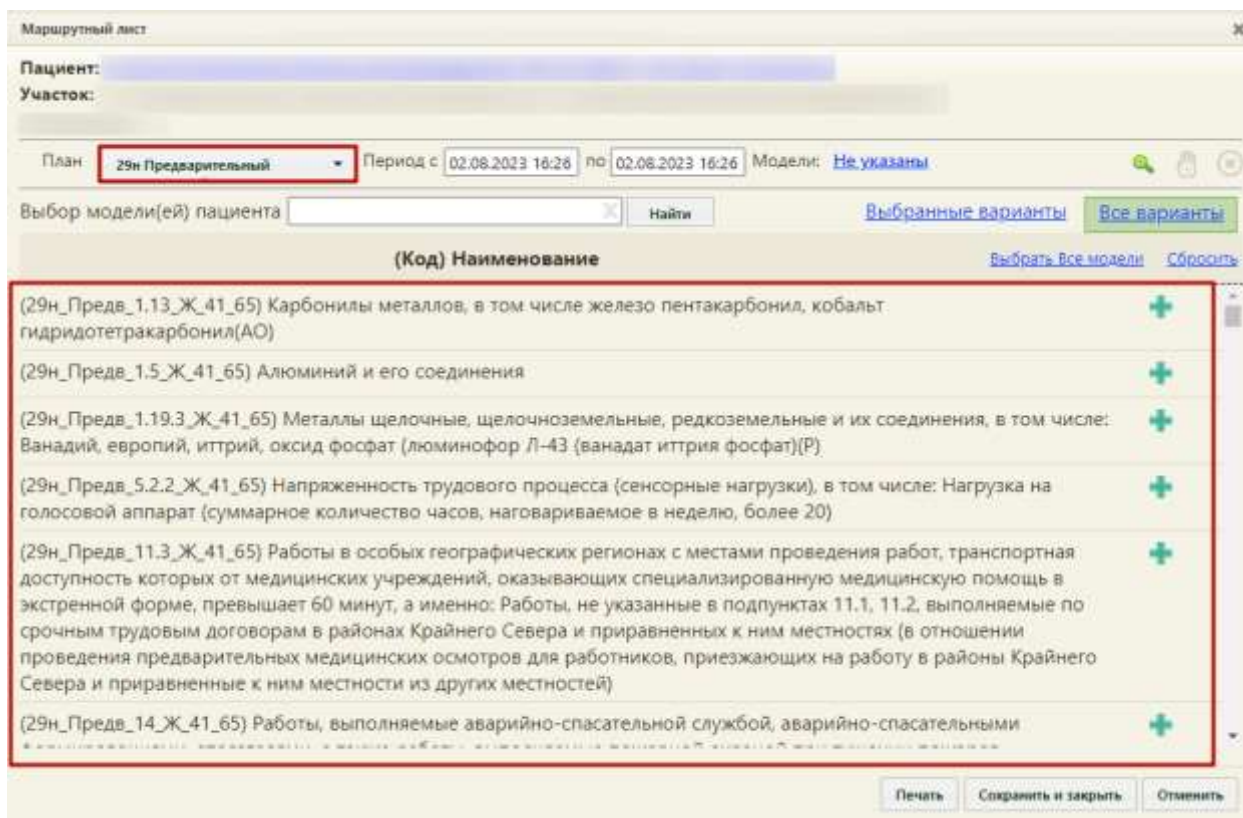 Маршрутный лист
Пациент:
Участок:
План 29н Предварительный Период с 02.08.2023 16:26 по 02.08.2023 16:26 Модели: Не указаны
Выбор модели(ей) пациента Найти Выбранные варианты Все варианты
(Код) Наименование Выбрать Все модели Сбросить
(29н_Предв_1.13_Ж_41_65) Карбонилы металлов, в том числе железо пентакарбонил, кобальт
гидридотетракарбонил(АО)
(29н_Предв_1.5_Ж_41_65) Алюминий и его соединения
(29н_Предв_1.19.3_Ж_41_65) Металлы щелочные, щелочноземельные, редкоземельные и их соединения, в том числе:
Ванадий, европий, иттрий, оксид фосфат (люминофор Л-43 (ванадат иттрия фосфат)(Р)
(29н_Предв_5.2.2_Ж_41_65) Напряженность трудового процесса (сенсорные нагрузки), в том числе: Нагрузка на
голосовой аппарат (суммарное количество часов, наговариваемое в неделю, более 20)
(29н_Предв_11.3_Ж_41_65) Работы в особых географических регионах с местами проведения работ, транспортная
доступность которых от медицинских учреждений, оказывающих специализированную медицинскую помощь в
экстренной форме, превышает 60 минут, а именно: Работы, не указанные в подпунктах 11.1, 11.2, выполняемые по
срочным трудовым договорам в районах Крайнего Севера и приравненных к ним местностях (в отношении
проведения предварительных медицинских осмотров для работников, приезжающих на работу в районы Крайнего
Севера и приравненные к ним местности из других местностей)
(29н_Предв_14_Ж_41_65) Работы, выполняемые аварийно-спасательной службой, аварийно-спасательными
Печать Сохранить и закрыть Отменить